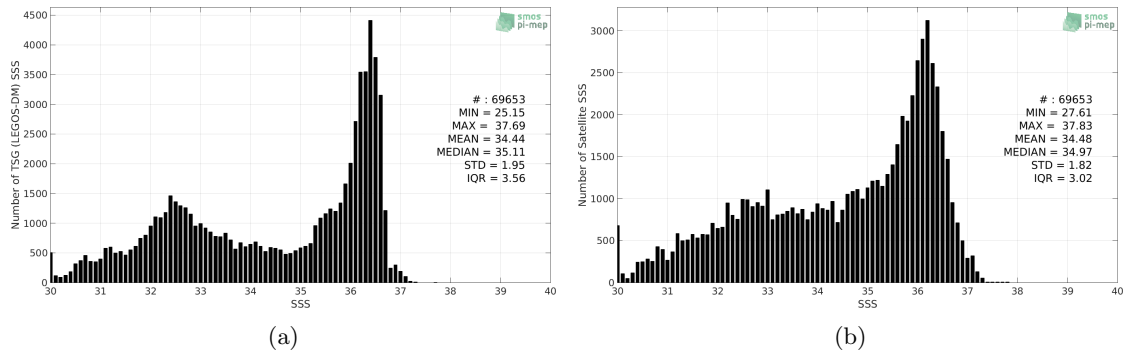 4500
4000
3500
3000
2500
2000
1500
1000
500
0
Number of TSG (LEGOS-DM) SSS
smos
pi-mep
# : 69653
MIN = 25.15
MAX = 37.69
MEAN = 34.44
MEDIAN = 35.11
STD = 1.95
IQR = 3.56
30 31 32 33 34 35 36 37 38 39 40
SSS
(a)
3000
2500
2000
1500
1000
500
0
Number of Satellite SSS
smos
pi-mep
# : 69653
MIN = 27.61
MAX = 37.83
MEAN = 34.48
MEDIAN = 34.97
STD = 1.82
IQR = 3.02
30 31 32 33 34 35 36 37 38 39 40
SSS
(b)